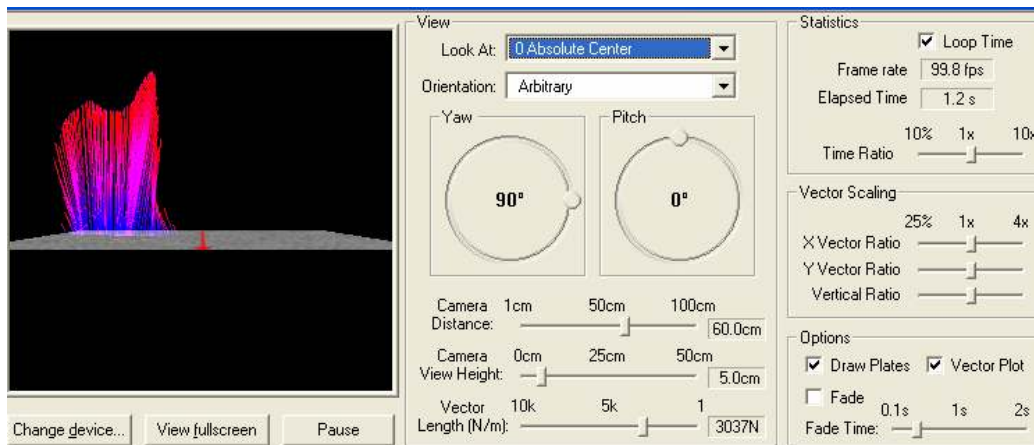 View
Look At: 0 Absolute Center
Orientation: Arbitrary
Yaw
90°
Pitch
0°
Camera Distance: 1cm 50cm 100cm
60.0cm
Camera View Height: 0cm 25cm 50cm
5.0cm
Vector Length (N/m): 10k 5k 1
3037N
Change device... View fullscreen Pause
Statistics
Loop Time
Frame rate 99.8 fps
Elapsed Time 1.2 s
10% 1x 10x
Time Ratio
Vector Scaling
25% 1x 4x
X Vector Ratio
Y Vector Ratio
Vertical Ratio
Options
Draw Plates Vector Plot
Fade
0.1s 1s 2s
Fade Time: